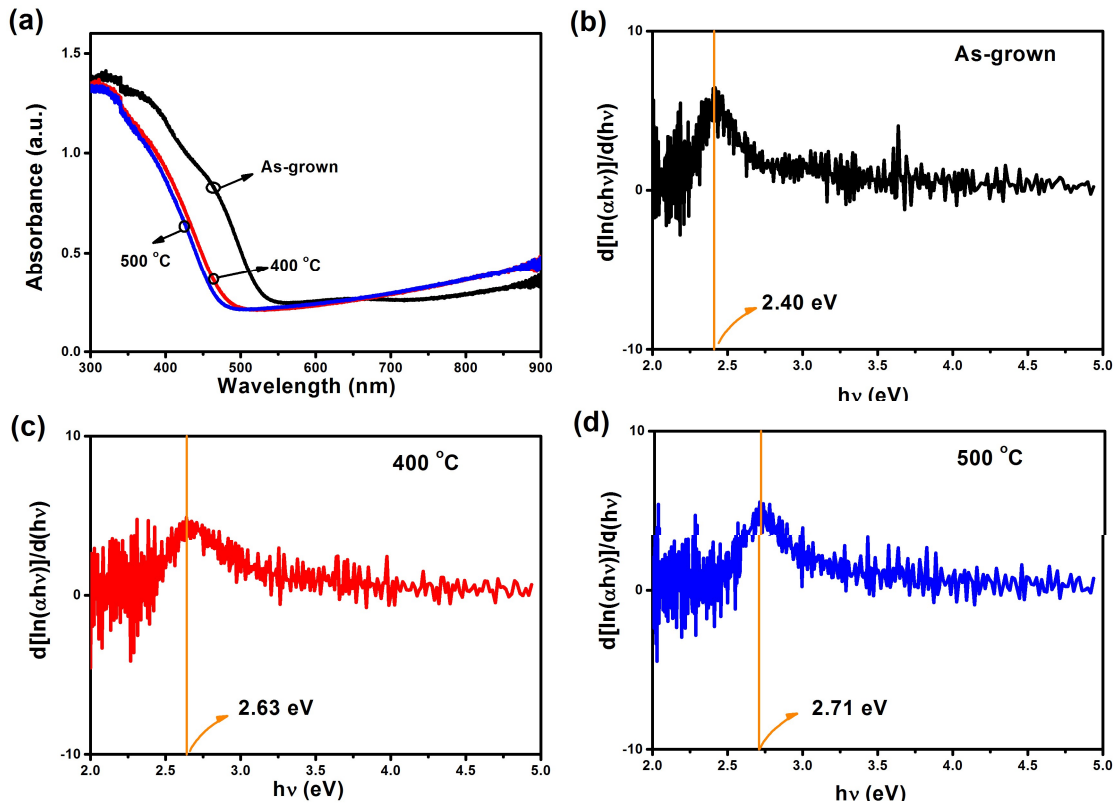 (a)
Absorbance (a.u.)
1.5
1.0
0.5
0.0
As-grown
500 °C
400 °C
300 400 500 600 700 800 900
Wavelength (nm)
(b)
d[ln(αhν)]/d(hν)
10
0
-10
As-grown
2.40 eV
2.0 2.5 3.0 3.5 4.0 4.5 5.0
hν (eV)
(c)
d[ln(αhν)]/d(hν)
10
0
-10
400 °C
2.63 eV
2.0 2.5 3.0 3.5 4.0 4.5 5.0
hν (eV)
(d)
d[ln(αhν)]/d(hν)
10
0
-10
500 °C
2.71 eV
2.0 2.5 3.0 3.5 4.0 4.5 5.0
hν (eV)